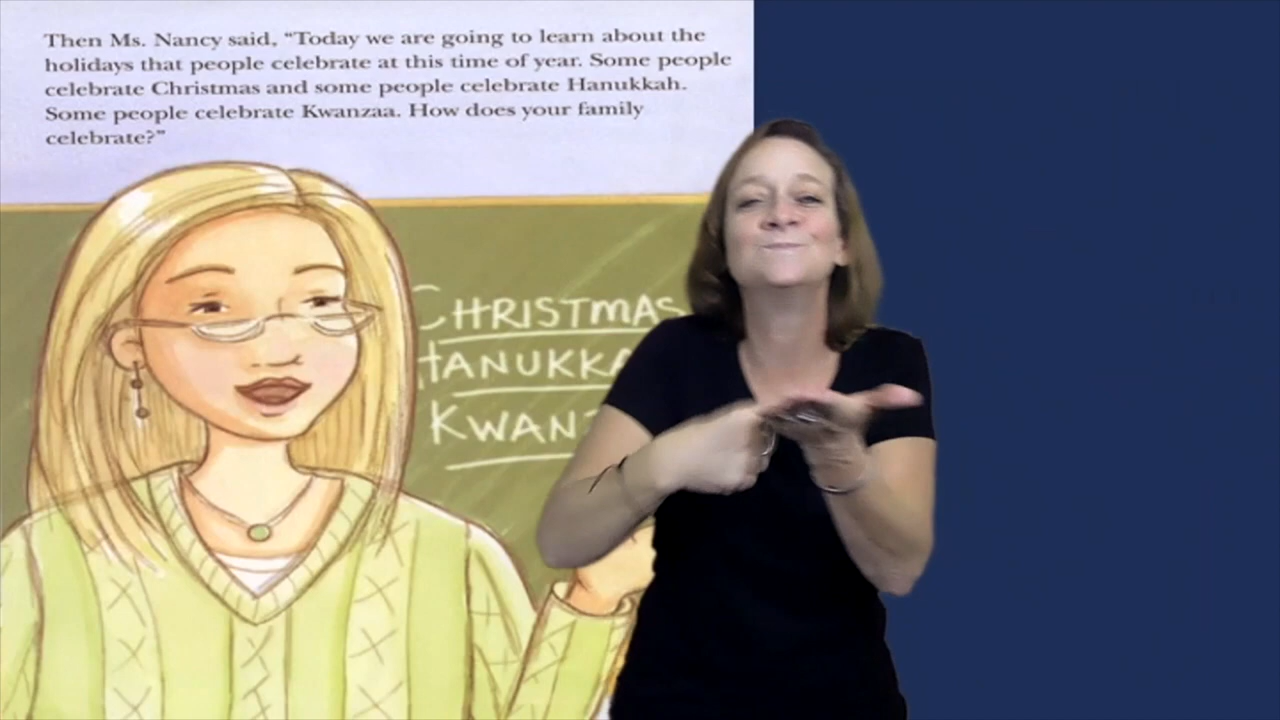 Then Ms. Nancy said, “Today we are going to learn about the
holidays that people celebrate at this time of year. Some people
celebrate Christmas and some people celebrate Hanukkah.
Some people celebrate Kwanzaa. How does your family
celebrate?”
CHRISTMAS
HANUKKA
KWANZ